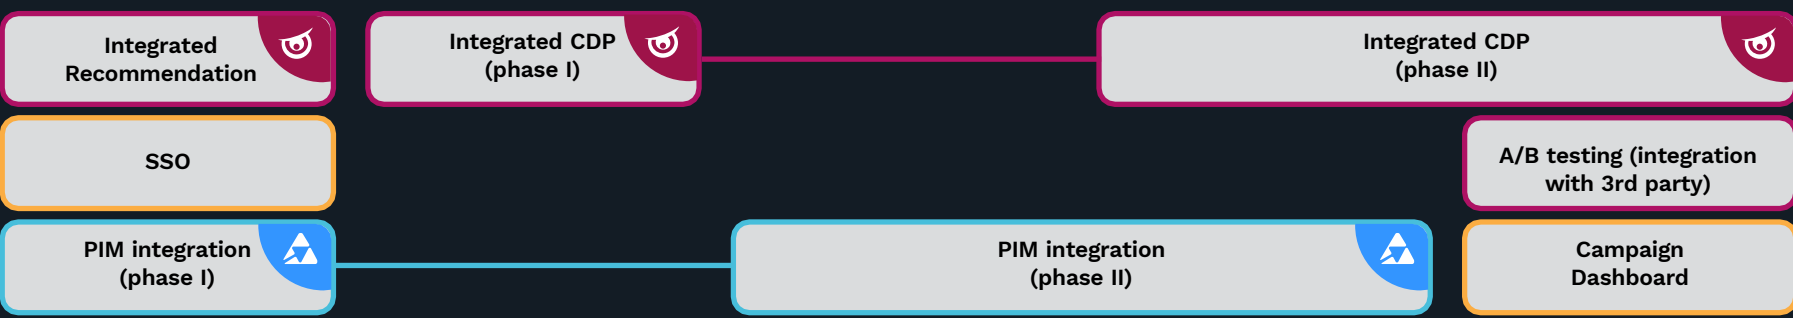 Integrated
Recommendation
Integrated CDP
(phase I)
Integrated CDP
(phase II)
SSO
A/B testing (integration
with 3rd party)
PIM integration
(phase I)
PIM integration
(phase II)
Campaign
Dashboard